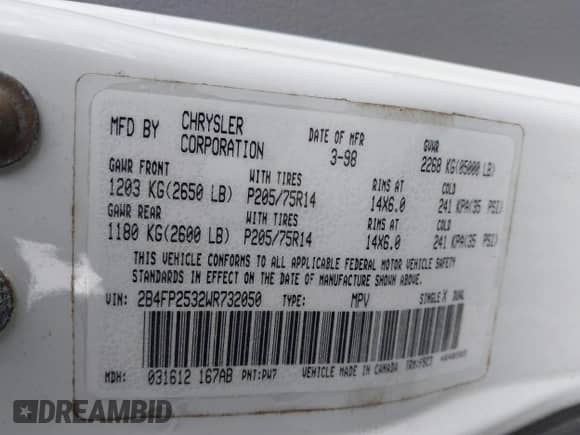 MFD BY CHRYSLER CORPORATION DATE OF MFR 3-98 GVWR 2268 KG(05000 LB)
GAWR FRONT WITH TIRES RIMS AT COLD
1203 KG(2650 LB) P205/75R14 14X6.0 241 KPA(35 PSI)
GAWR REAR WITH TIRES RIMS AT COLD
1180 KG(2600 LB) P205/75R14 14X6.0 241 KPA(35 PSI)
THIS VEHICLE CONFORMS TO ALL APPLICABLE FEDERAL MOTOR VEHICLE SAFETY
STANDARDS IN EFFECT ON THE DATE OF MANUFACTURE SHOWN ABOVE.
VIN: 2B4FP2532WR732050 TYPE: MPV SINGLE X DUAL
MDH: 031612 167AB PNT:PW7 VEHICLE MADE IN CANADA TRM:F5C3
DREAMBID